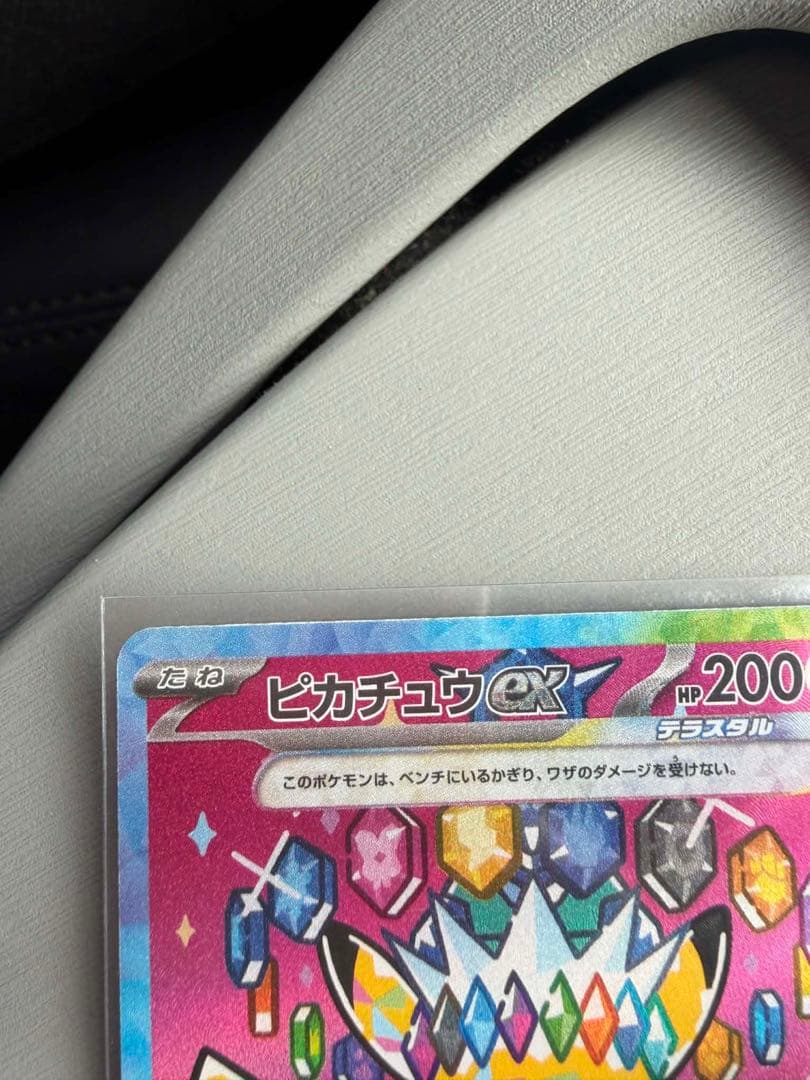 たね
ピカチュウex
HP200
テラスタル
このポケモンは、ベンチにいるかぎり、ワザのダメージを受けない。